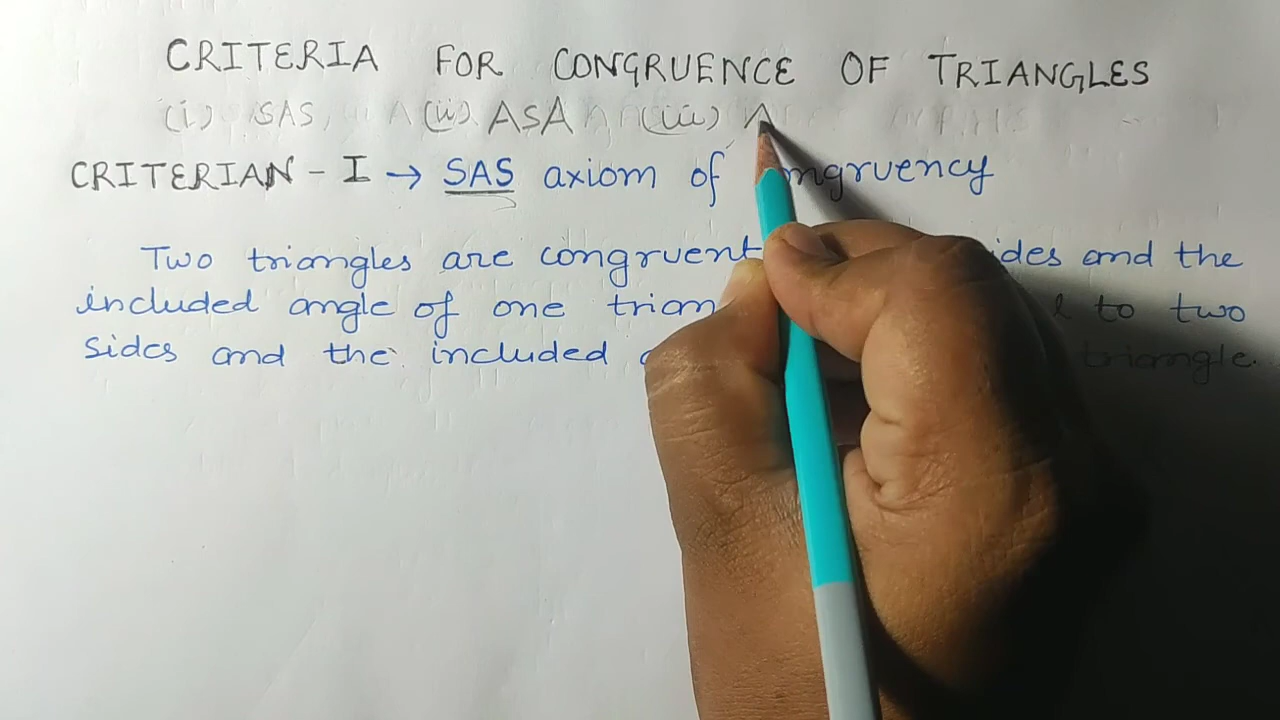 CRITERIA FOR CONGRUENCE OF TRIANGLES
(i) SAS, (ii) ASA (iii) A
CRITERIAN - I → SAS axiom of ngruency
Two triangles are congruent ides and the
included angle of one trian to two
sides and the included triangle.